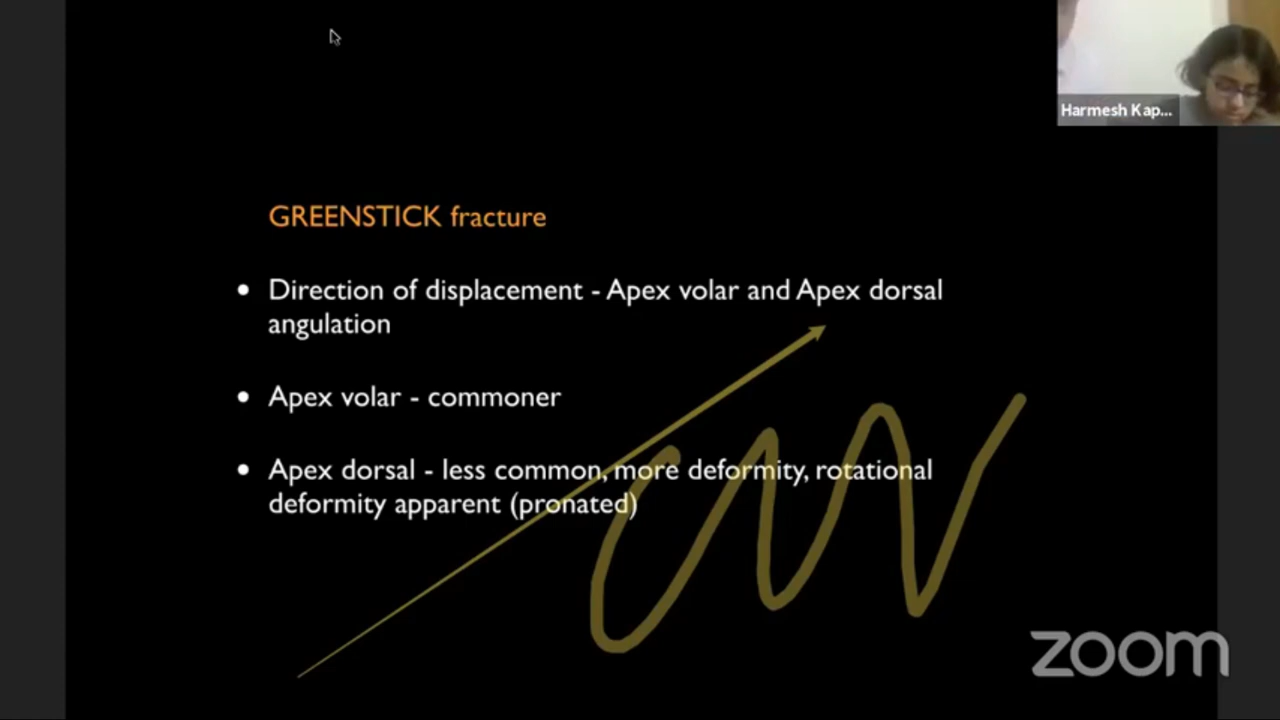 Harmesh Kap...
GREENSTICK fracture
• Direction of displacement - Apex volar and Apex dorsal
angulation
• Apex volar - commoner
• Apex dorsal - less common, more deformity, rotational
deformity apparent (pronated)
zoom